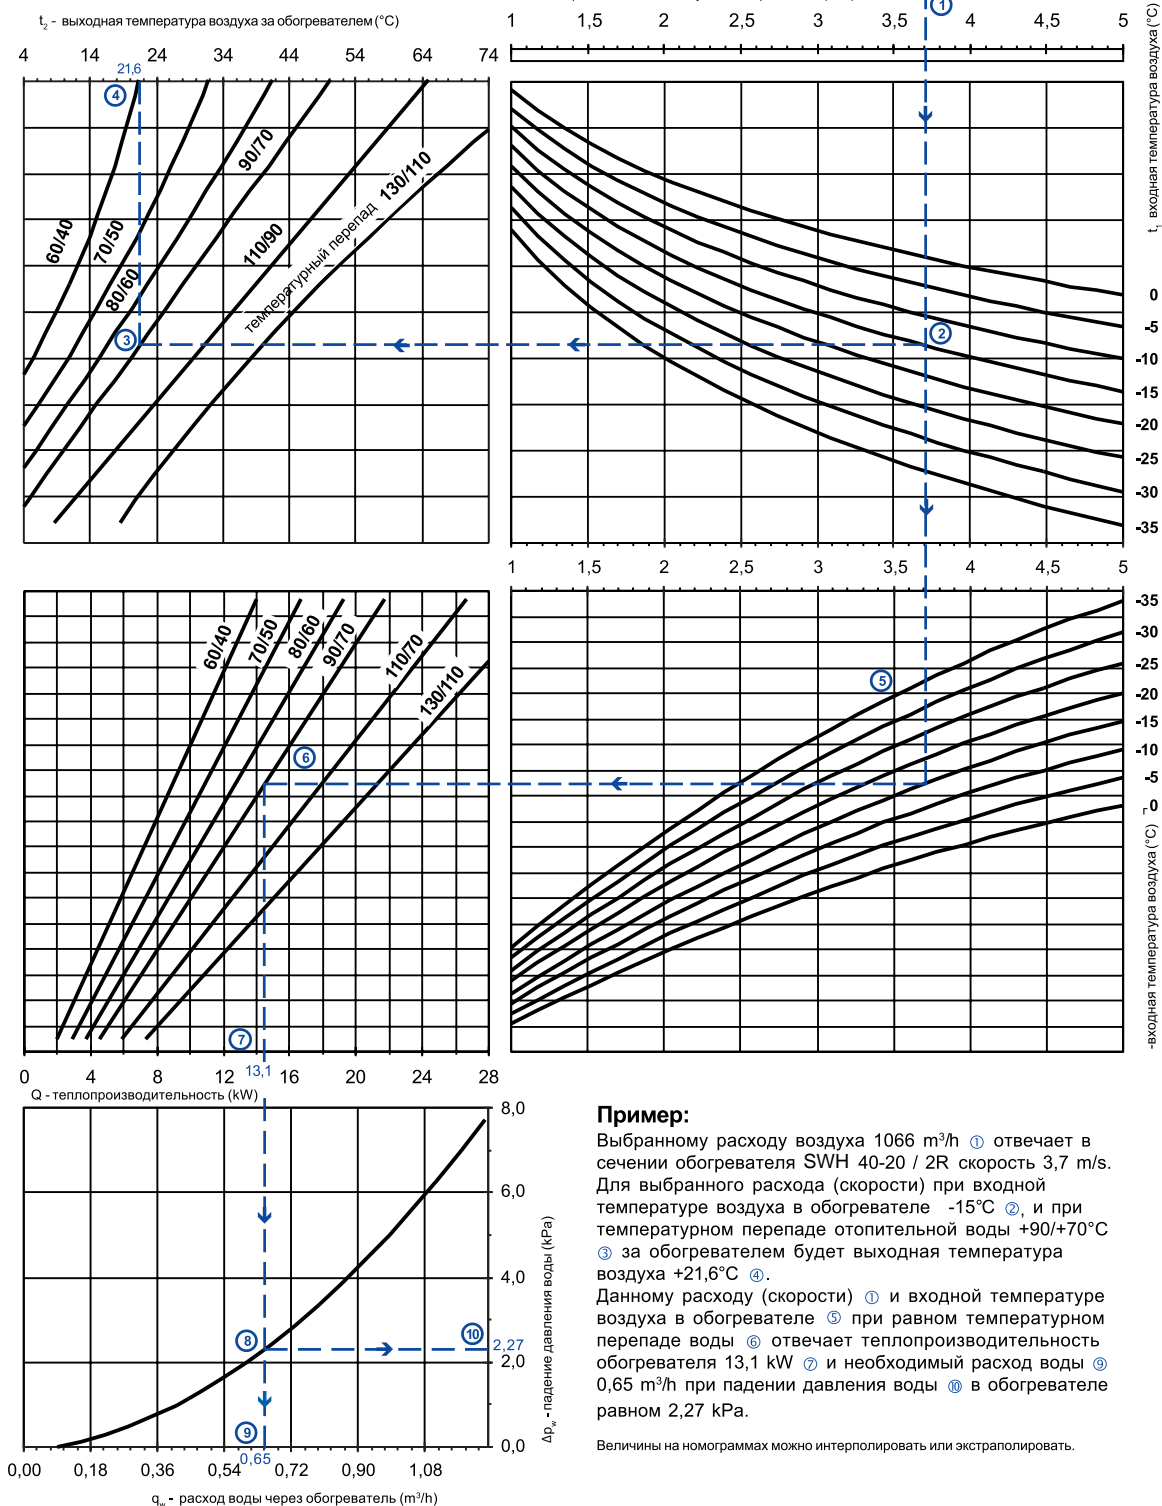 t₂ - выходная температура воздуха за обогревателем (°C)
4 14 24 34 44 54 64 74
21,6
1 1,5 2 2,5 3 3,5 4 4,5 5
①
④
60/40
70/50
80/60
90/70
110/90
температурный перепад 130/110
③
②
t₁ входная температура воздуха (°C)
0
-5
-10
-15
-20
-25
-30
-35
1 1,5 2 2,5 3 3,5 4 4,5 5
60/40
70/50
80/60
90/70
110/70
130/110
⑤
⑥
⑦
-35
-30
-25
-20
-15
-10
-5
0
-входная температура воздуха (°C)
13,1
0 4 8 12 16 20 24 28
Q - теплопроизводительность (kW)
8,0
6,0
4,0
2,0
0,0
2,27
Δp_w - падение давления воды (kPa)
⑧
⑨
⑩
0,65
0,00 0,18 0,36 0,54 0,72 0,90 1,08
q_w - расход воды через обогреватель (m³/h)
Пример:
Выбранному расходу воздуха 1066 m³/h ① отвечает в
сечении обогревателя SWH 40-20 / 2R скорость 3,7 m/s.
Для выбранного расхода (скорости) при входной
температуре воздуха в обогревателе -15°C ②, и при
температурном перепаде отопительной воды +90/+70°C
③ за обогревателем будет выходная температура
воздуха +21,6°C ④.
Данному расходу (скорости) ① и входной температуре
воздуха в обогревателе ⑤ при равном температурном
перепаде воды ⑥ отвечает теплопроизводительность
обогревателя 13,1 kW ⑦ и необходимый расход воды ⑨
0,65 m³/h при падении давления воды ⑩ в обогревателе
равном 2,27 kPa.
Величины на номограммах можно интерполировать или экстраполировать.